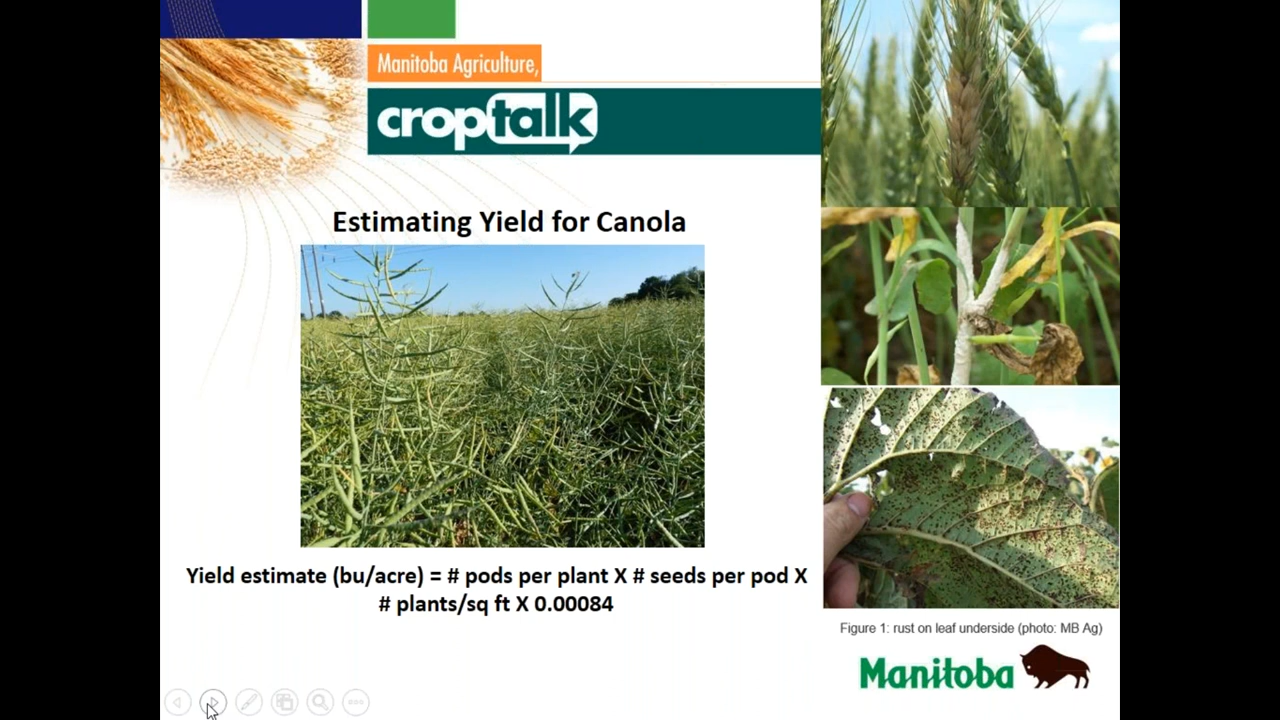 Manitoba Agriculture,
croptalk
Estimating Yield for Canola
Yield estimate (bu/acre) = # pods per plant X # seeds per pod X
# plants/sq ft X 0.00084
Figure 1: rust on leaf underside (photo: MB Ag)
Manitoba